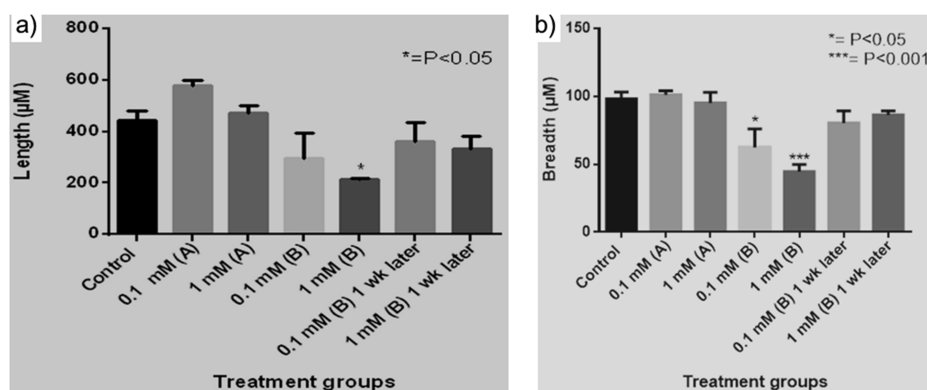 a)
*=P<0.05
Length (µM)
800
600
400
200
0
Control
0.1 mM (A)
1 mM (A)
0.1 mM (B)
1 mM (B)
0.1 mM (B) 1 wk later
1 mM (B) 1 wk later
*
Treatment groups
b)
*= P<0.05
***= P<0.001
Breadth (µM)
150
100
50
0
Control
0.1 mM (A)
1 mM (A)
0.1 mM (B)
1 mM (B)
0.1 mM (B) 1 wk later
1 mM (B) 1 wk later
*
***
Treatment groups